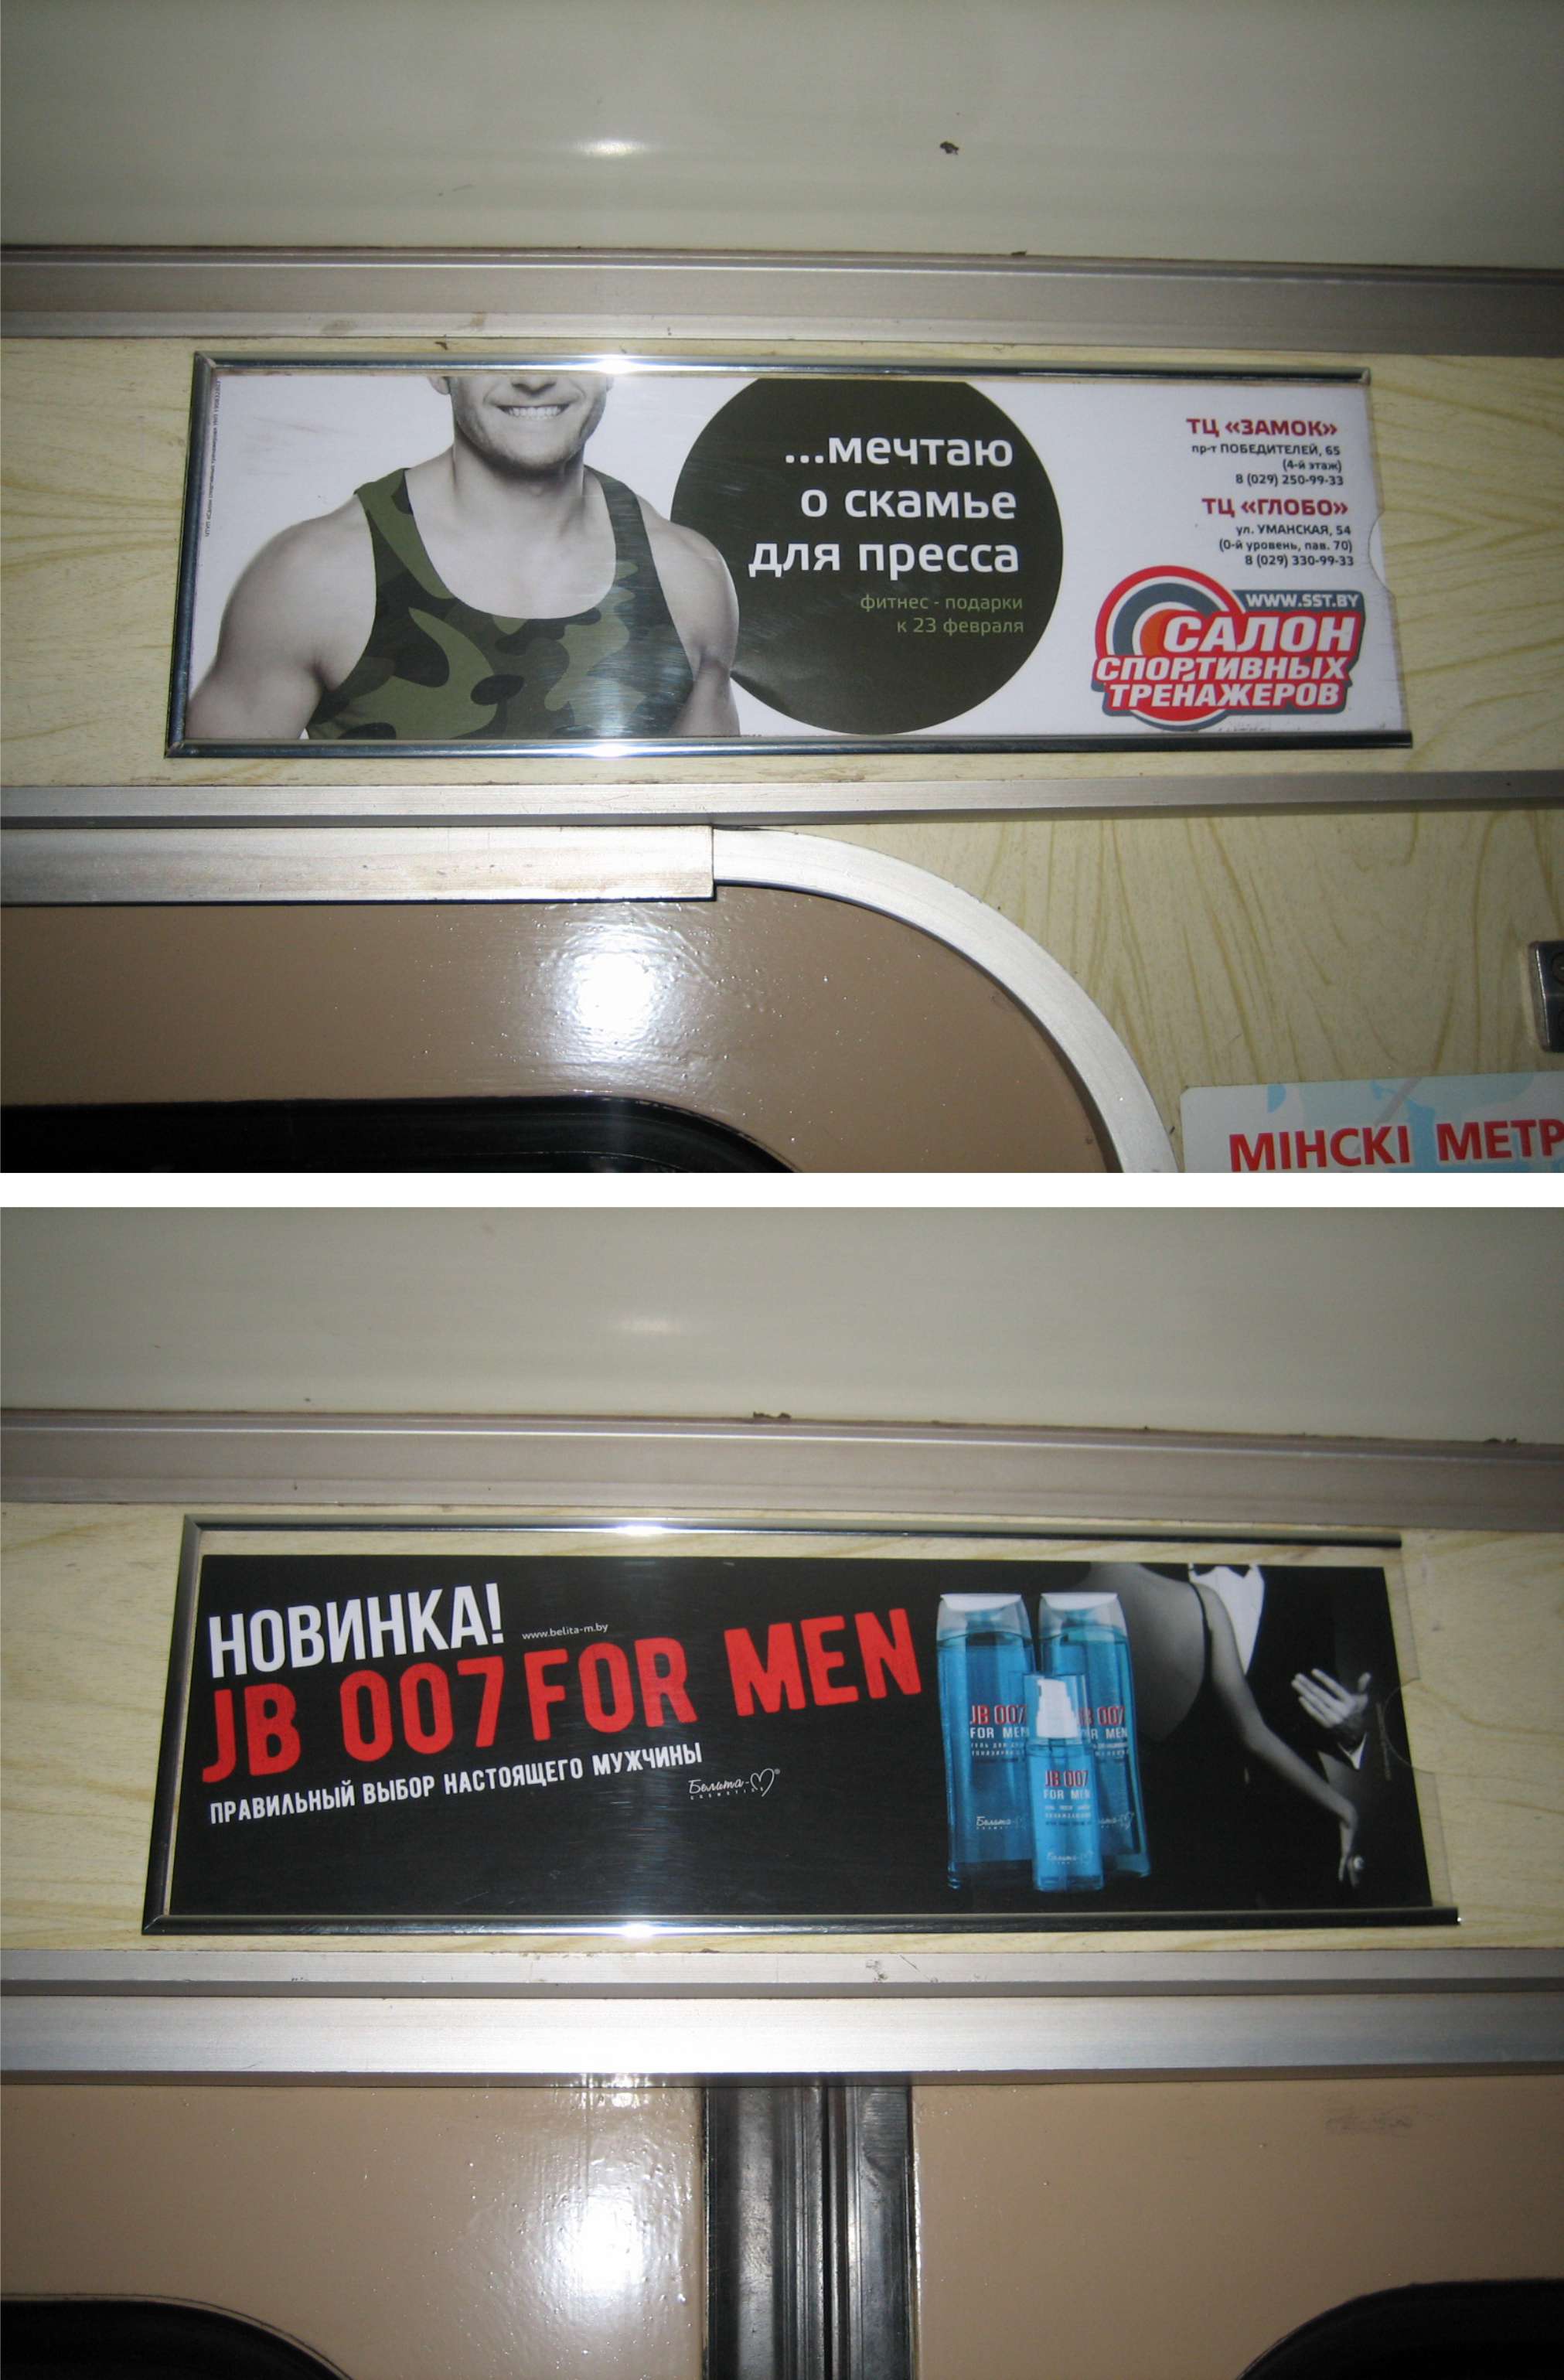 ...мечтаю
о скамье
для пресса
фитнес - подарки
к 23 февраля
ТЦ «ЗАМОК»
пр-т ПОБЕДИТЕЛЕЙ, 65
(4-й этаж)
8 (029) 250-99-33
ТЦ «ГЛОБО»
ул. УМАНСКАЯ, 54
(0-й уровень, пав. 70)
8 (029) 330-99-33
WWW.SST.BY
САЛОН
СПОРТИВНЫХ
ТРЕНАЖЕРОВ
МІНСКІ МЕТР
НОВИНКА!
www.belita-m.by
JB 007 FOR MEN
ПРАВИЛЬНЫЙ ВЫБОР НАСТОЯЩЕГО МУЖЧИНЫ
Белита-М
COSMETICS
JB 007
FOR MEN
JB 007
FOR MEN
JB 007
FOR MEN